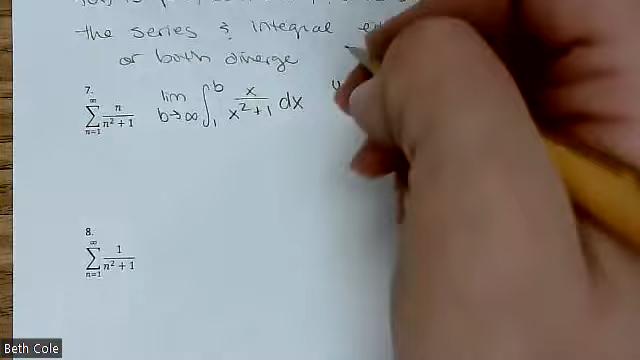 the series & integral
or both diverge
7.
∞
∑ n/(n² + 1)
n=1
lim b→∞ ∫₁ᵇ x/(x²+1) dx
8.
∞
∑ 1/(n² + 1)
n=1
Beth Cole